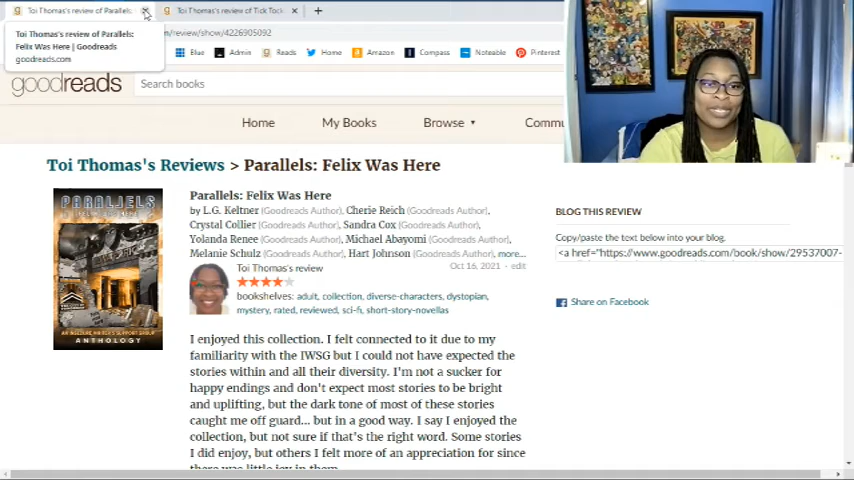 Toi Thomas's review of Parallels:
Toi Thomas's review of Tick Tock
Toi Thomas's review of Parallels:
Felix Was Here | Goodreads
goodreads.com
/review/show/4226905092
Blue
Admin
Twitter
Home
Amazon
Compass
Noteable
Pinterest
goodreads
Search books
Home
My Books
Browse ▾
Commu
Toi Thomas's Reviews > Parallels: Felix Was Here
PARALLELS
ANTHOLOGY
Parallels: Felix Was Here
by L.G. Keltner (Goodreads Author), Cherie Reich (Goodreads Author),
Crystal Collier (Goodreads Author), Sandra Cox (Goodreads Author),
Yolanda Renee (Goodreads Author), Michael Abayomi (Goodreads Author),
Melanie Schulz (Goodreads Author), Hart Johnson (Goodreads Author), more...
Toi Thomas's review
Oct 16, 2021 - edit
bookshelves: adult, collection, diverse-characters, dystopian,
mystery, rated, reviewed, sci-fi, short-story-novellas
I enjoyed this collection. I felt connected to it due to my
familiarity with the IWSG but I could not have expected the
stories within and all their diversity. I'm not a sucker for
happy endings and don't expect most stories to be bright
and uplifting, but the dark tone of most of these stories
caught me off guard... but in a good way. I say I enjoyed the
collection, but not sure if that's the right word. Some stories
I did enjoy, but others I felt more of an appreciation for since
there was little joy in them.
BLOG THIS REVIEW
Copy/paste the text below into your blog.
<a href="https://www.goodreads.com/book/show/29537007-
Share on Facebook